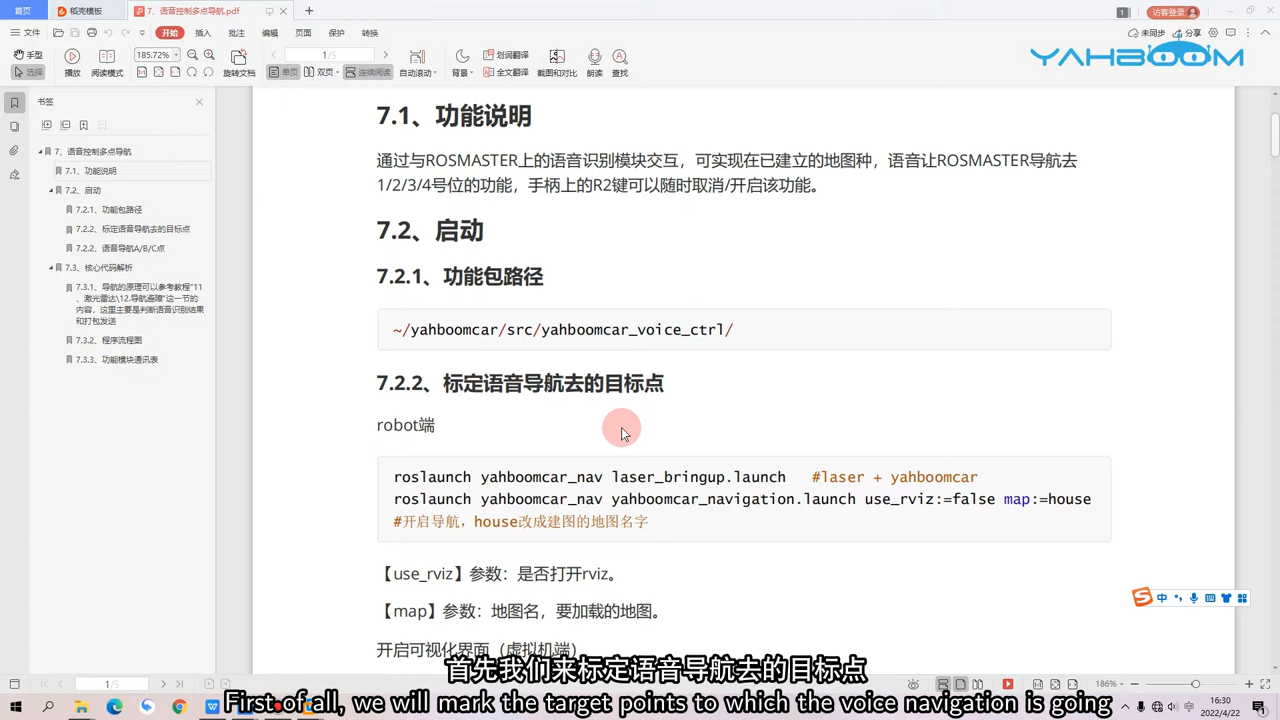 首页
稻壳模板
7、语音控制多点导航.pdf
1
访客登录
文件
开始
插入
批注
编辑
页面
保护
转换
未同步
分享
手型
选择
播放
阅读模式
185.72%
旋转文档
1/5
单页
双页
连续阅读
自动滚动
背景
划词翻译
全文翻译
截图和对比
朗读
查找
YAHBOOM
书签
7、语音控制多点导航
7.1、功能说明
7.2、启动
7.2.1、功能包路径
7.2.2、标定语音导航去的目标点
7.2.2、语音导航A/B/C点
7.3、核心代码解析
7.3.1、导航的原理可以参考教程"11
、激光雷达\12.导航避障"这一节的
内容，这里主要是判断语音识别结果
和打包发送
7.3.2、程序流程图
7.3.3、功能模块通讯表
7.1、功能说明
通过与ROSMASTER上的语音识别模块交互，可实现在已建立的地图种，语音让ROSMASTER导航去
1/2/3/4号位的功能，手柄上的R2键可以随时取消/开启该功能。
7.2、启动
7.2.1、功能包路径
~/yahboomcar/src/yahboomcar_voice_ctrl/
7.2.2、标定语音导航去的目标点
robot端
roslaunch yahboomcar_nav laser_bringup.launch #laser + yahboomcar
roslaunch yahboomcar_nav yahboomcar_navigation.launch use_rviz:=false map:=house
#开启导航，house改成建图的地图名字
【use_rviz】参数：是否打开rviz。
【map】参数：地图名，要加载的地图。
开启可视化界面（虚拟机端）
中
首先我们来标定语音导航去的目标点
1/5
186%
First of all, we will mark the target points to which the voice navigation is going
中
16:30
2022/4/22